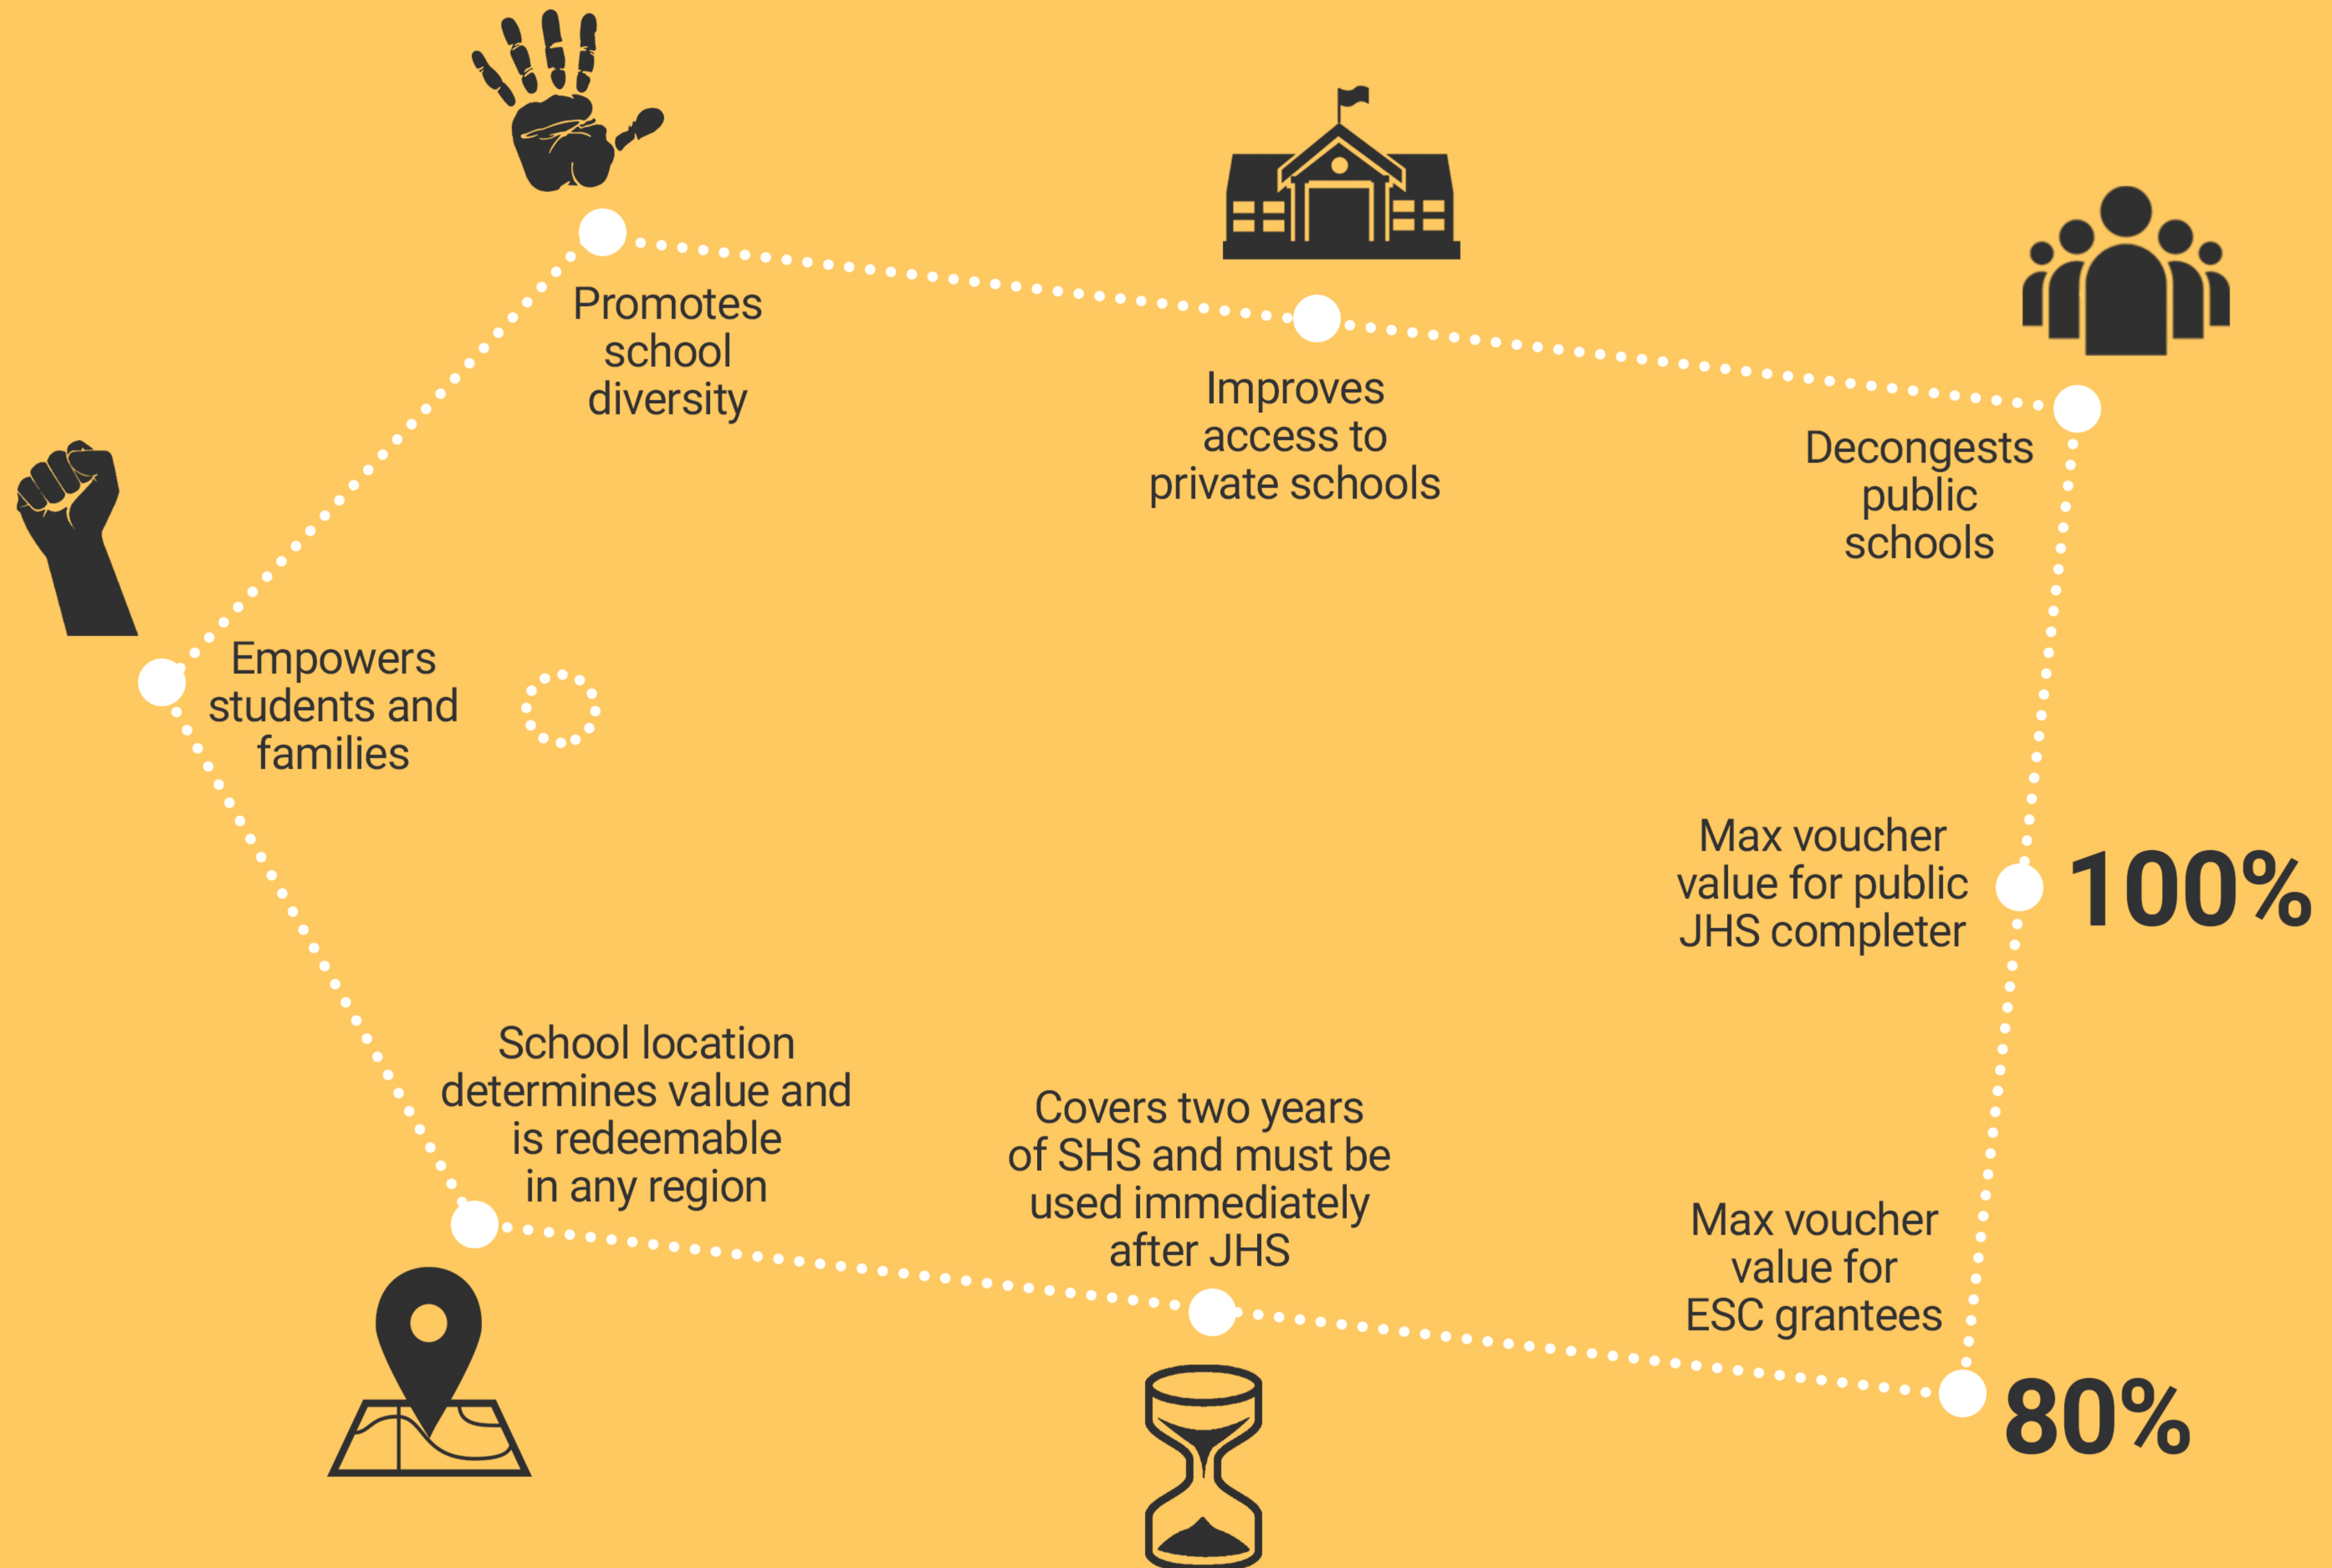 Promotes
school
diversity
Improves
access to
private schools
Decongests
public
schools
Empowers
students and
families
Max voucher
value for public
JHS completer
100%
School location
determines value and
is redeemable
in any region
Covers two years
of SHS and must be
used immediately
after JHS
Max voucher
value for
ESC grantees
80%